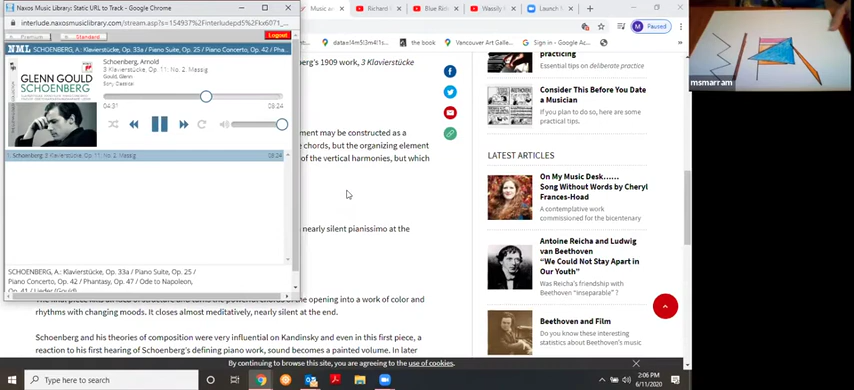 Naxos Music Library: Static URL to Track - Google Chrome
interlude.naxosmusiclibrary.com/stream.asp?s=
Premium
Standard
Logout
NML
SCHOENBERG, A.: Klavierstücke, Op. 33a / Piano Suite, Op. 25 / Piano Concerto, Op. 42 / Pha...
GLENN GOULD
SCHOENBERG
Schoenberg, Arnold
3 Klavierstücke, Op. 11: No. 2. Massig
Gould, Glenn
Sony Classical
04:31
08:24
Schoenberg: 3 Klavierstücke, Op. 11: No. 2. Massig
08:24
SCHOENBERG, A.: Klavierstücke, Op. 33a / Piano Suite, Op. 25 /
Piano Concerto, Op. 42 / Phantasy, Op. 47 / Ode to Napoleon,
Op. 41 / Lieder (Gould)
Music w
Richard
Blue Ri
Wassily
Launch
Paused
the book
Vancouver Art Galle...
Sign in - Google Ac...
berg's 1909 work, 3 Klavierstücke
ement may be constructed as a
e chords, but the organizing element
of the vertical harmonies, but which
nearly silent pianissimo at the
rhythms with changing moods. It closes almost meditatively, nearly silent at the end.
Schoenberg and his theories of composition were very influential on Kandinsky and even in this first piece, a
reaction to his first hearing of Schoenberg's defining piano work, sound becomes a painted volume. In later
practicing
Essential tips on deliberate practice
Consider This Before You
Date a Musician
If you plan to do so, here are some
practical tips.
LATEST ARTICLES
On My Music Desk……
Song Without Words by Cheryl
Frances-Hoad
A contemplative work
commissioned for the bicentenary
Antoine Reicha and Ludwig
van Beethoven
“We Could Not Stay Apart in
Our Youth”
Was Reicha's friendship with
Beethoven “inseparable”?
Beethoven and Film
Do you know these interesting
statistics about Beethoven's music
By continuing to browse this site, you are agreeing to the use of cookies.
msmarram
Type here to search
2:06 PM
6/11/2020